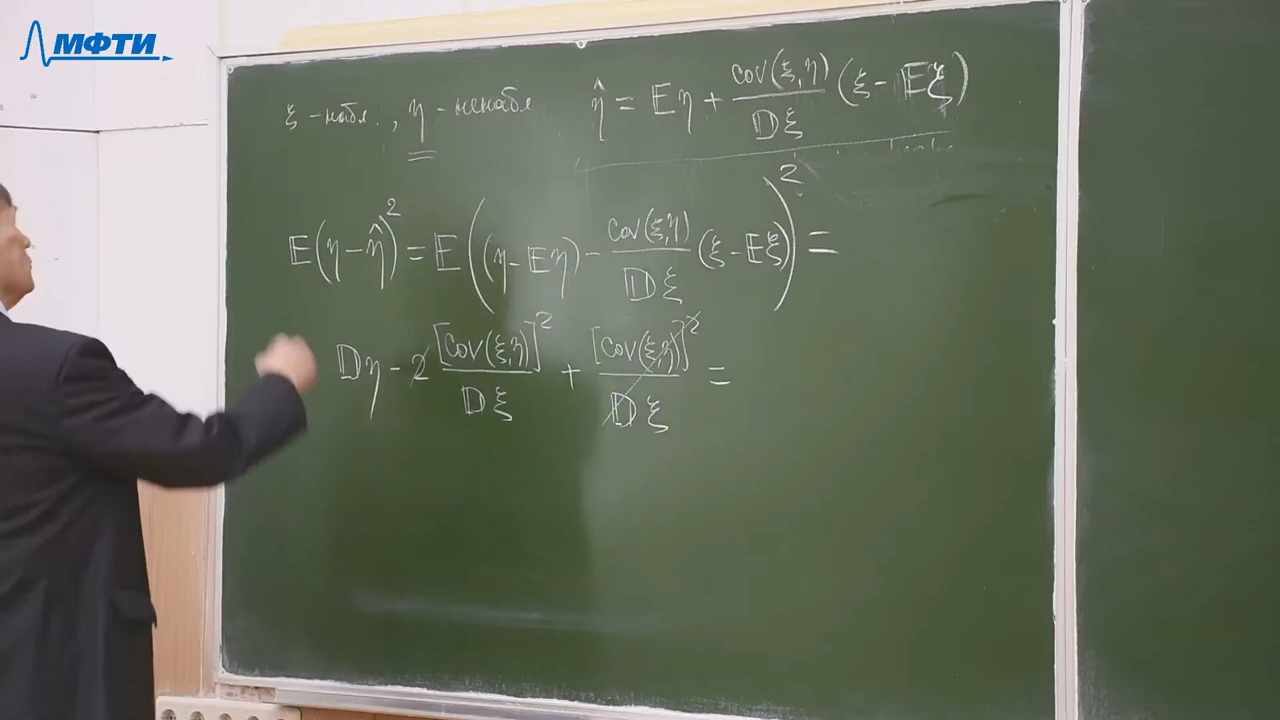 МФТИ
ξ - набл., η - ненабл η̂ = Eη + cov(ξ,η)/Dξ (ξ - Eξ)
E(η - η̂)² = E((η - Eη) - cov(ξ,η)/Dξ (ξ - Eξ))² =
Dη - 2 [cov(ξ,η)]²/Dξ + [cov(ξ,η)]²/Dξ =